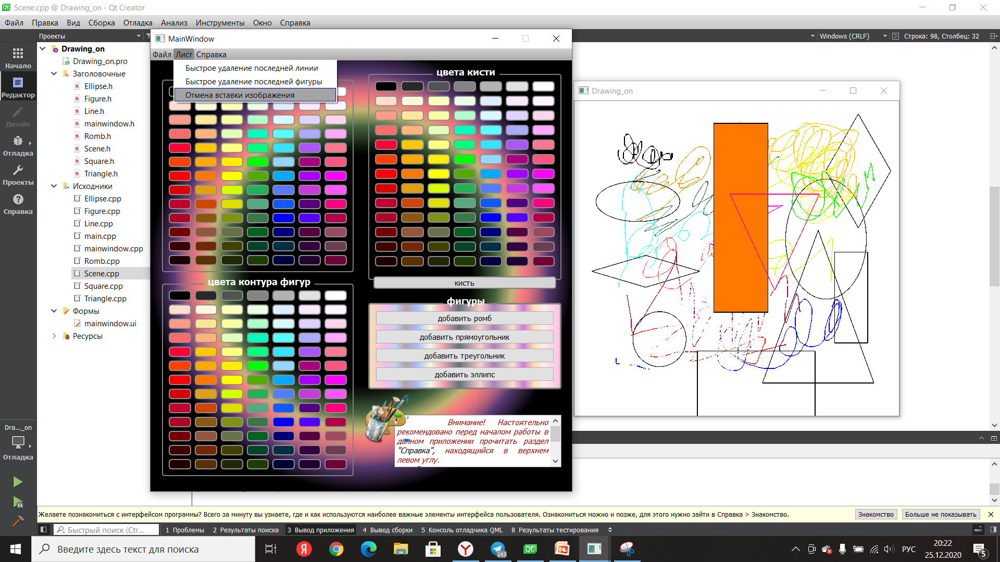 Scene.cpp @ Drawing_on - Qt Creator
Файл Правка Вид Сборка Отладка Анализ Инструменты Окно Справка
Проекты
Windows (CRLF)
Строка: 98, Столбец: 32
Начало
Редактор
Дизайн
Отладка
Проекты
Справка
Dra..._on
Отладка
Drawing_on
Drawing_on.pro
Заголовочные
Ellipse.h
Figure.h
Line.h
mainwindow.h
Romb.h
Scene.h
Square.h
Triangle.h
Исходники
Ellipse.cpp
Figure.cpp
Line.cpp
main.cpp
mainwindow.cpp
Romb.cpp
Scene.cpp
Square.cpp
Triangle.cpp
Формы
mainwindow.ui
Ресурсы
MainWindow
Файл Лист Справка
Быстрое удаление последней линии
Быстрое удаление последней фигуры
Отмена вставки изображения
цвета кисти
кисть
цвета контура фигур
фигуры
добавить ромб
добавить прямоугольник
добавить треугольник
добавить эллипс
Внимание! Настоятельно
рекомендовано перед началом работы в
данном приложении прочитать раздел
"Справка", находящийся в верхнем
левом углу.
Drawing_on
Желаете познакомиться с интерфейсом программы? Всего за минуту вы узнаете, где и как используются наиболее важные элементы интерфейса пользователя. Ознакомиться можно и позже, для этого нужно зайти в Справка > Знакомство.
Знакомство
Больше не показывать
Быстрый поиск (Ctr...
1 Проблемы 2 Результаты поиска 3 Вывод приложения 4 Вывод сборки 5 Консоль отладчика QML 8 Результаты тестирования
Введите здесь текст для поиска
243
РУС
20:22
25.12.2020
5